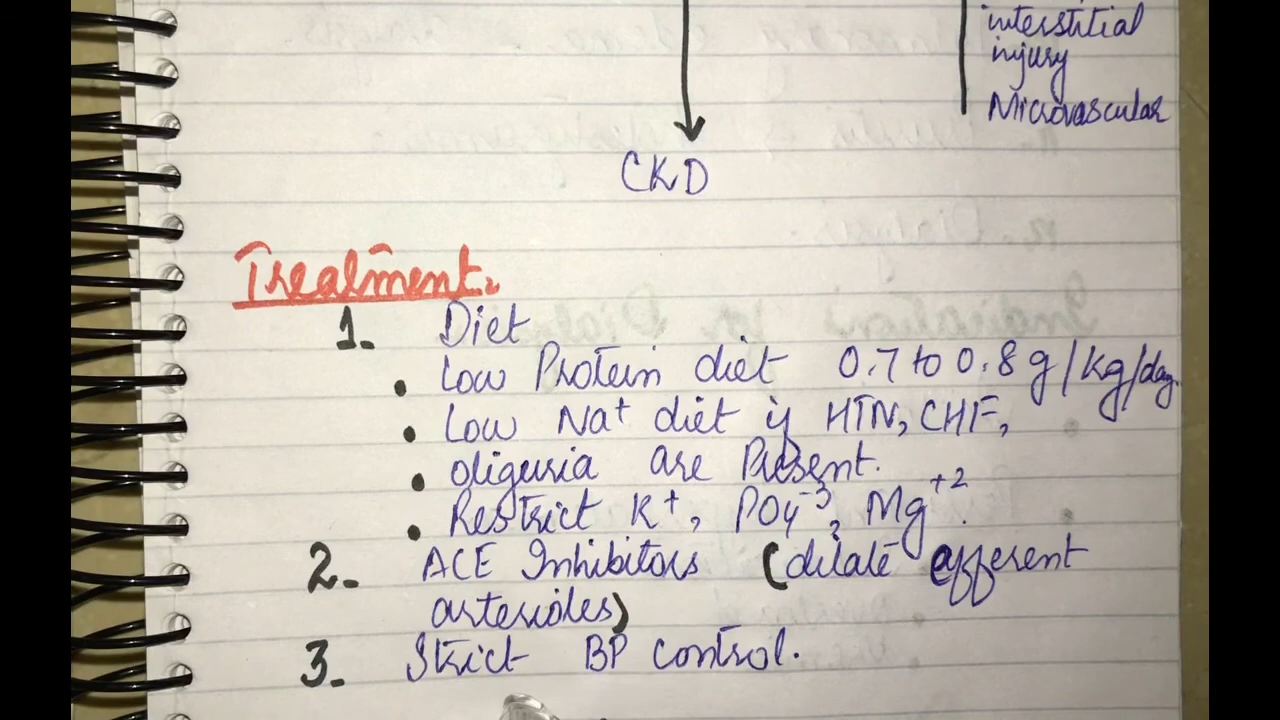 interstitial
injury
Microvascular
CKD
Treatment.
1. Diet
• Low Protein diet 0.7 to 0.8 g/kg/day
• Low Na+ diet if HTN, CHF,
• oliguria are Present.
• Restrict K+, PO4-3, Mg+2.
2. ACE Inhibitors (dilate efferent
arterioles)
3. Strict BP control.